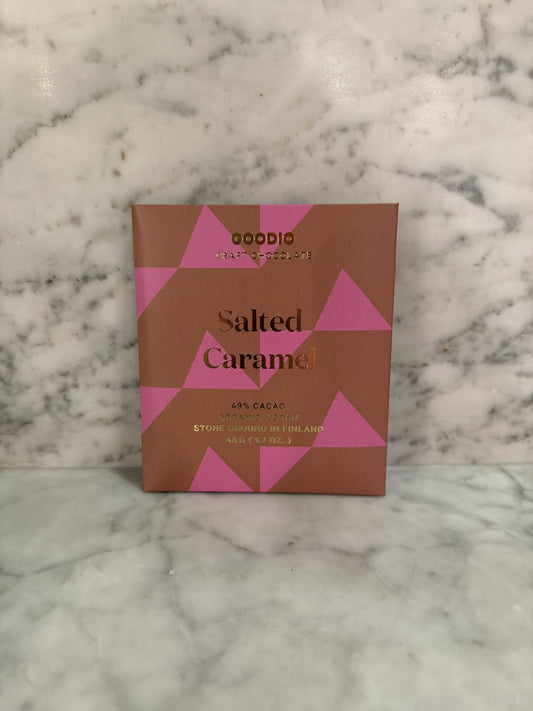 GOODIO
CRAFT CHOCOLATE
Salted
Caramel
49% CACAO
ORGANIC • VEGAN
STONE GROUND IN FINLAND
48 G ( 1.7 OZ. )